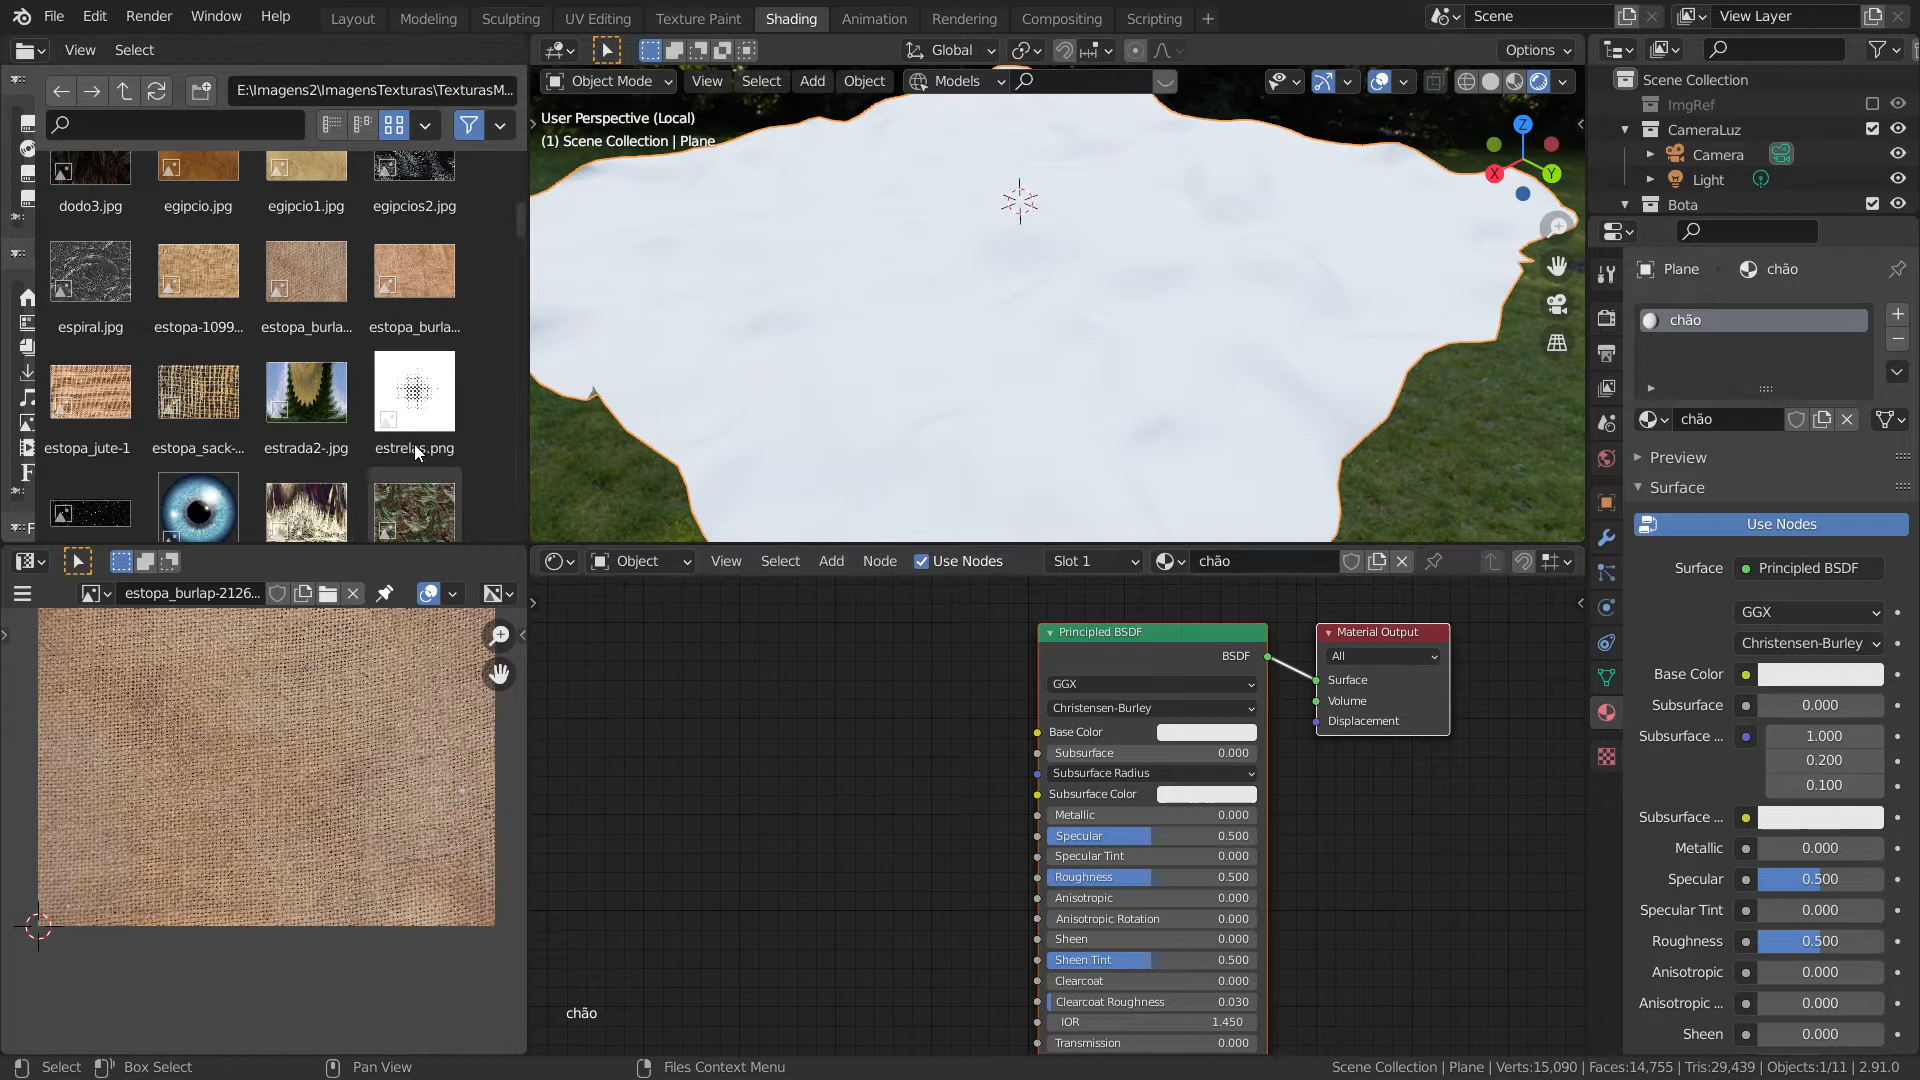 File Edit Render Window Help Layout Modeling Sculpting UV Editing Texture Paint Shading Animation Rendering Compositing Scripting + Scene View Layer
View Select
Global Options
E:\Imagens2\ImagensTexturas\TexturasM...
Object Mode View Select Add Object Models
User Perspective (Local)
(1) Scene Collection | Plane
Z
X Y
dodo3.jpg egipcio.jpg egipcio1.jpg egipcios2.jpg
espiral.jpg estopa-1099... estopa_burla... estopa_burla...
estopa_jute-1 estopa_sack-... estrada2-.jpg estrelas.png
F
Scene Collection
ImgRef
CameraLuz
Camera
Light
Bota
Plane chão
chão
chão
Preview
Surface
Use Nodes
Surface Principled BSDF
GGX
Christensen-Burley
Base Color
Subsurface 0.000
Subsurface ... 1.000
0.200
0.100
Subsurface ...
Metallic 0.000
Specular 0.500
Specular Tint 0.000
Roughness 0.500
Anisotropic 0.000
Anisotropic ... 0.000
Sheen 0.000
estopa_burlap-2126...
Object View Select Add Node Use Nodes Slot 1 chão
Principled BSDF
BSDF
GGX
Christensen-Burley
Base Color
Subsurface 0.000
Subsurface Radius
Subsurface Color
Metallic 0.000
Specular 0.500
Specular Tint 0.000
Roughness 0.500
Anisotropic 0.000
Anisotropic Rotation 0.000
Sheen 0.000
Sheen Tint 0.500
Clearcoat 0.000
Clearcoat Roughness 0.030
IOR 1.450
Transmission 0.000
Material Output
All
Surface
Volume
Displacement
chão
Select Box Select Pan View Files Context Menu Scene Collection | Plane | Verts:15,090 | Faces:14,755 | Tris:29,439 | Objects:1/11 | 2.91.0